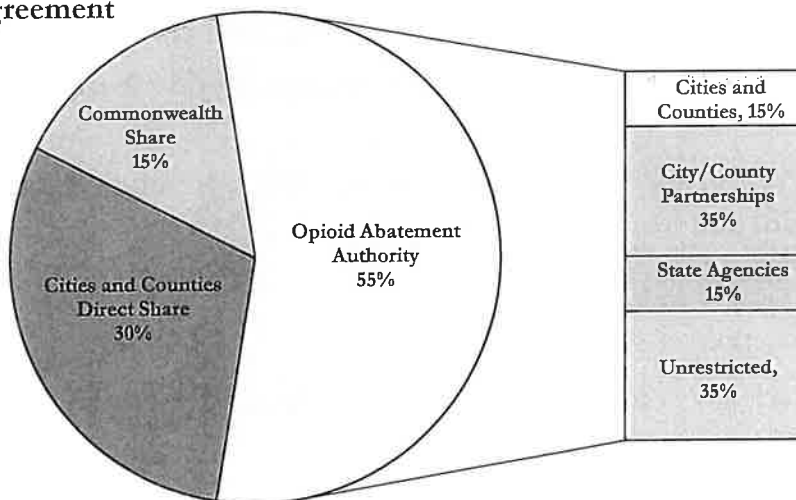 greement
Commonwealth
Share
15%
Cities and Counties
Direct Share
30%
Opioid Abatement
Authority
55%
Cities and
Counties, 15%
City/County
Partnerships
35%
State Agencies
15%
Unrestricted,
35%